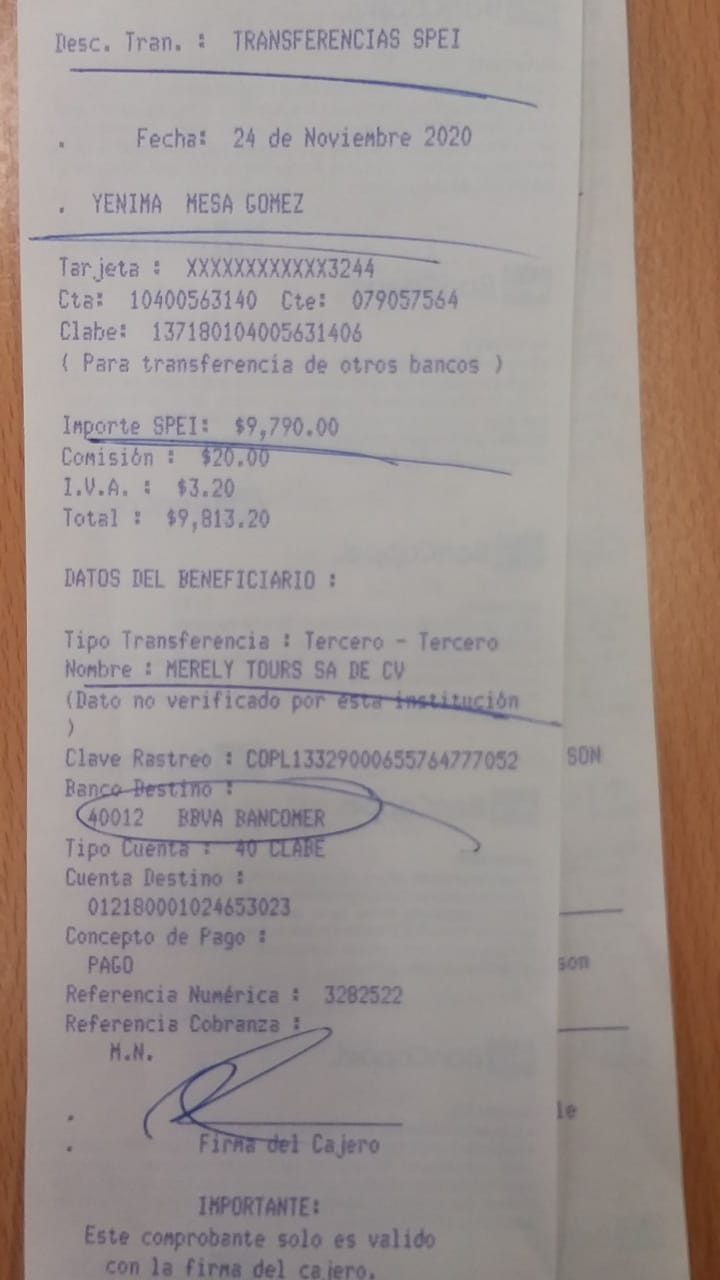 Desc. Tran. : TRANSFERENCIAS SPEI
. Fecha: 24 de Noviembre 2020
. YENIMA MESA GOMEZ
Tarjeta : XXXXXXXXXXXX3244
Cta: 10400563140 Cte: 079057564
Clabe: 137180104005631406
( Para transferencia de otros bancos )
Importe SPEI: $9,790.00
Comisión : $20.00
I.V.A. : $3.20
Total : $9,813.20
DATOS DEL BENEFICIARIO :
Tipo Transferencia : Tercero - Tercero
Nombre : MERELY TOURS SA DE CV
(Dato no verificado por esta institución
)
Clave Rastreo : COPL13329000655764777052
Banco Destino :
40012 BBVA BANCOMER
Tipo Cuenta : 40 CLABE
Cuenta Destino :
012180001024653023
Concepto de Pago :
PAGO
Referencia Numérica : 3282522
Referencia Cobranza :
M.N.
.
. Firma del Cajero
IMPORTANTE:
Este comprobante solo es valido
con la firma del cajero.
SON
son
le